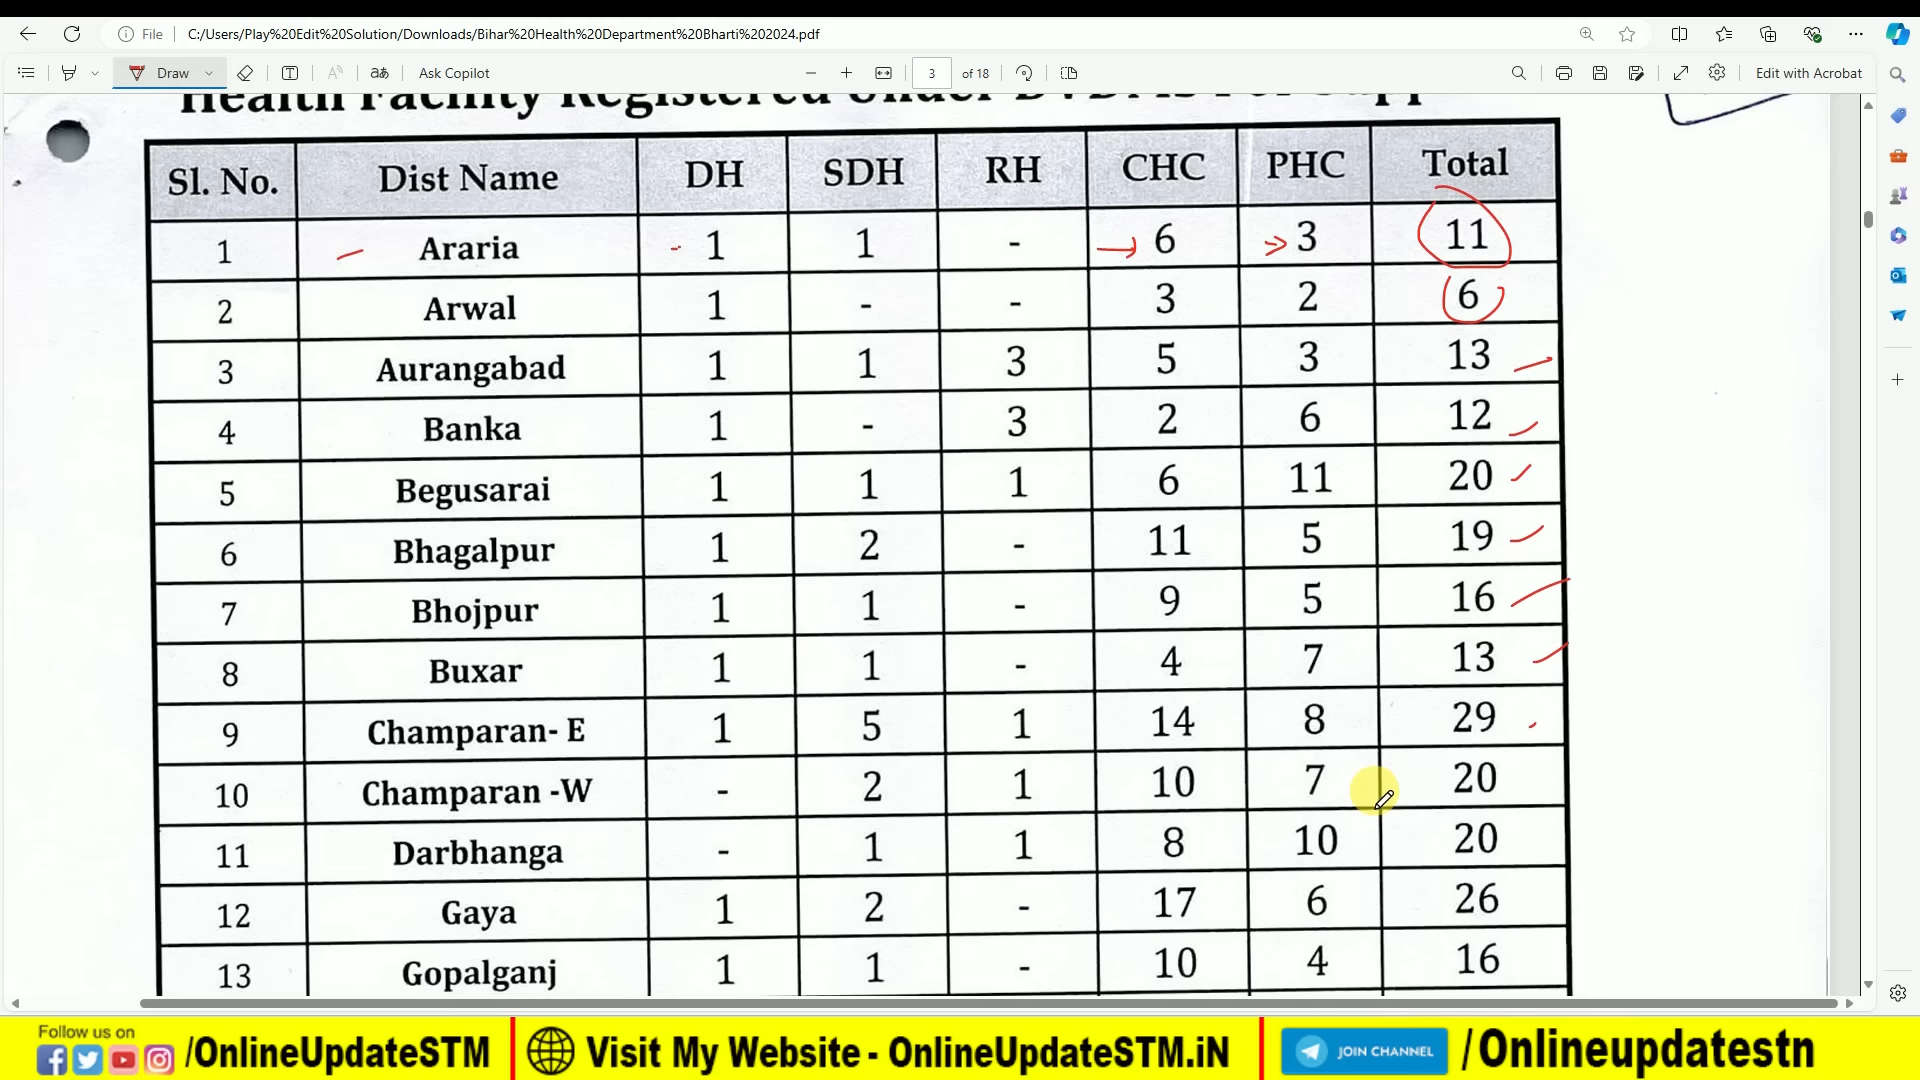 File C:/Users/Play%20Edit%20Solution/Downloads/Bihar%20Health%20Department%20Bharti%202024.pdf
Draw Ask Copilot 3 of 18 Edit with Acrobat
Health Facility Registered Under
Sl. No. Dist Name DH SDH RH CHC PHC Total
1 Araria 1 1 - 6 3 11
2 Arwal 1 - - 3 2 6
3 Aurangabad 1 1 3 5 3 13
4 Banka 1 - 3 2 6 12
5 Begusarai 1 1 1 6 11 20
6 Bhagalpur 1 2 - 11 5 19
7 Bhojpur 1 1 - 9 5 16
8 Buxar 1 1 - 4 7 13
9 Champaran- E 1 5 1 14 8 29
10 Champaran -W - 2 1 10 7 20
11 Darbhanga - 1 1 8 10 20
12 Gaya 1 2 - 17 6 26
13 Gopalganj 1 1 - 10 4 16
Follow us on
/OnlineUpdateSTM Visit My Website - OnlineUpdateSTM.iN JOIN CHANNEL /Onlineupdatestn